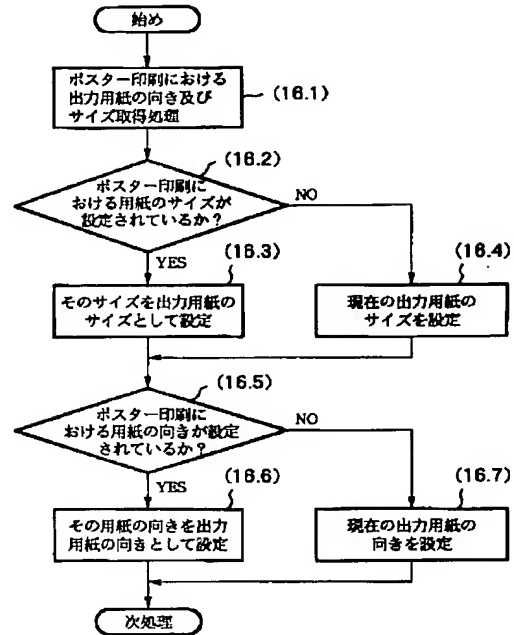 始め
ポスター印刷における
出力用紙の向き及び
サイズ取得処理
(16.1)
(16.2)
ポスター印刷に
おける用紙のサイズが
設定されているか？
NO
YES
(16.3)
(16.4)
そのサイズを出力用紙の
サイズとして設定
現在の出力用紙の
サイズを設定
(16.5)
ポスター印刷に
おける用紙の向きが設定
されているか？
NO
YES
(16.6)
(16.7)
その用紙の向きを出力
用紙の向きとして設定
現在の出力用紙の
向きを設定
次処理